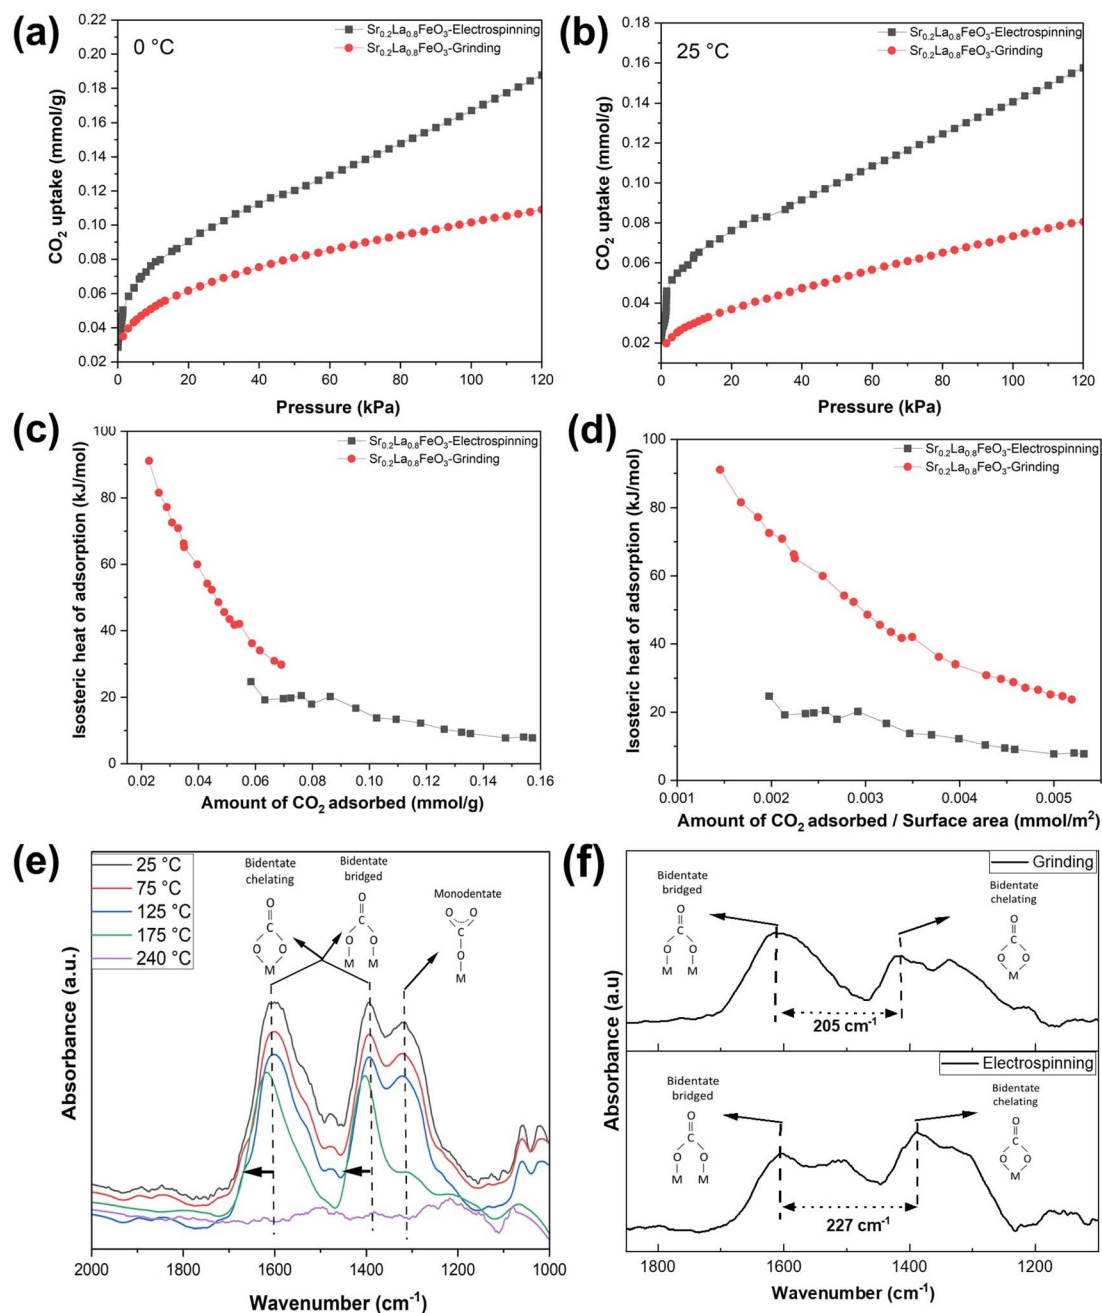 (a)
0 °C
Sr0.2La0.8FeO3-Electrospinning
Sr0.2La0.8FeO3-Grinding
CO2 uptake (mmol/g)
0.22
0.20
0.18
0.16
0.14
0.12
0.10
0.08
0.06
0.04
0.02
0 20 40 60 80 100 120
Pressure (kPa)
(b)
25 °C
Sr0.2La0.8FeO3-Electrospinning
Sr0.2La0.8FeO3-Grinding
CO2 uptake (mmol/g)
0.18
0.16
0.14
0.12
0.10
0.08
0.06
0.04
0.02
0 20 40 60 80 100 120
Pressure (kPa)
(c)
Sr0.2La0.8FeO3-Electrospinning
Sr0.2La0.8FeO3-Grinding
Isosteric heat of adsorption (kJ/mol)
100
80
60
40
20
0
0.02 0.04 0.06 0.08 0.10 0.12 0.14 0.16
Amount of CO2 adsorbed (mmol/g)
(d)
Sr0.2La0.8FeO3-Electrospinning
Sr0.2La0.8FeO3-Grinding
Isosteric heat of adsorption (kJ/mol)
100
80
60
40
20
0
0.001 0.002 0.003 0.004 0.005
Amount of CO2 adsorbed / Surface area (mmol/m2)
(e)
25 °C
75 °C
125 °C
175 °C
240 °C
Bidentate
chelating
O
C
O O
M
Bidentate
bridged
O
C
O O
M M
Monodentate
O O
C
O
M
Absorbance (a.u.)
2000 1800 1600 1400 1200 1000
Wavenumber (cm-1)
(f)
Grinding
Bidentate
bridged
O
C
O O
M M
Bidentate
chelating
O
C
O O
M
205 cm-1
Electrospinning
Bidentate
bridged
O
C
O O
M M
Bidentate
chelating
O
C
O O
M
227 cm-1
Absorbance (a.u)
1800 1600 1400 1200
Wavenumber (cm-1)